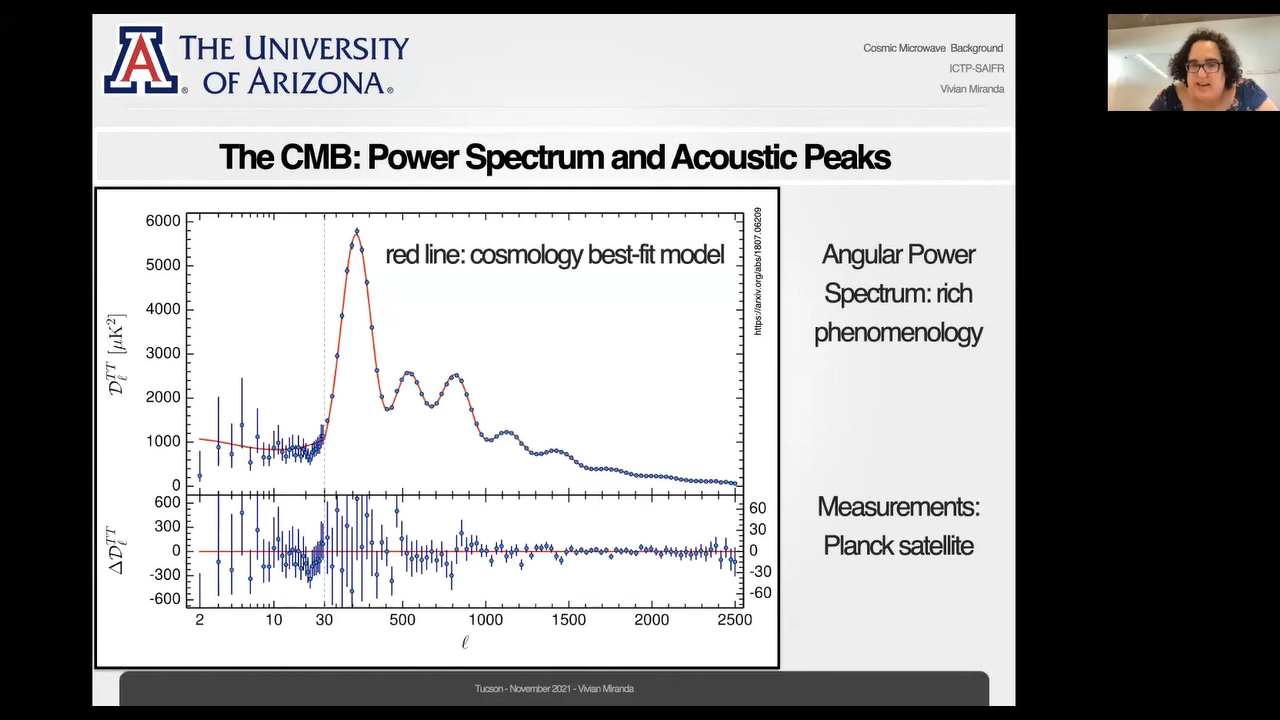 THE UNIVERSITY
OF ARIZONA®
Cosmic Microwave Background
ICTP-SAIFR
Vivian Miranda
The CMB: Power Spectrum and Acoustic Peaks
red line: cosmology best-fit model
https://arxiv.org/abs/1807.06209
6000
5000
4000
3000
2000
1000
0
𝒟ℓ^TT [μK²]
600
300
0
-300
-600
Δ𝒟ℓ^TT
60
30
0
-30
-60
2 10 30 500 1000 1500 2000 2500
ℓ
Angular Power
Spectrum: rich
phenomenology
Measurements:
Planck satellite
Tucson - November 2021 - Vivian Miranda